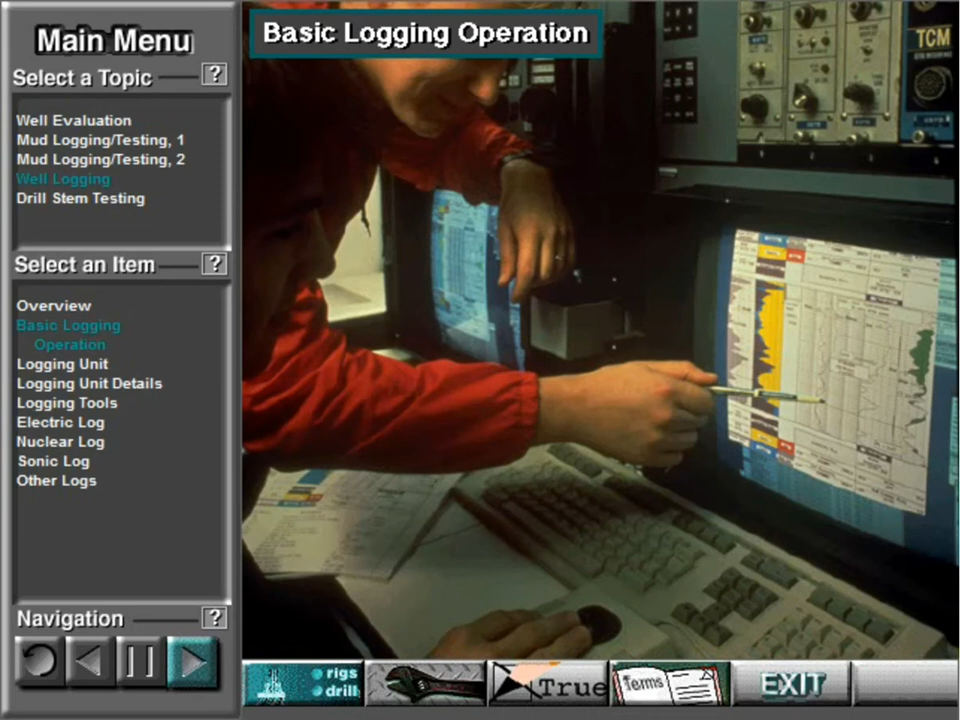 Main Menu
Select a Topic ?
Well Evaluation
Mud Logging/Testing, 1
Mud Logging/Testing, 2
Well Logging
Drill Stem Testing
Select an Item ?
Overview
Basic Logging
Operation
Logging Unit
Logging Unit Details
Logging Tools
Electric Log
Nuclear Log
Sonic Log
Other Logs
Navigation ?
Basic Logging Operation
TCM
rigs
drill
True
Terms
EXIT